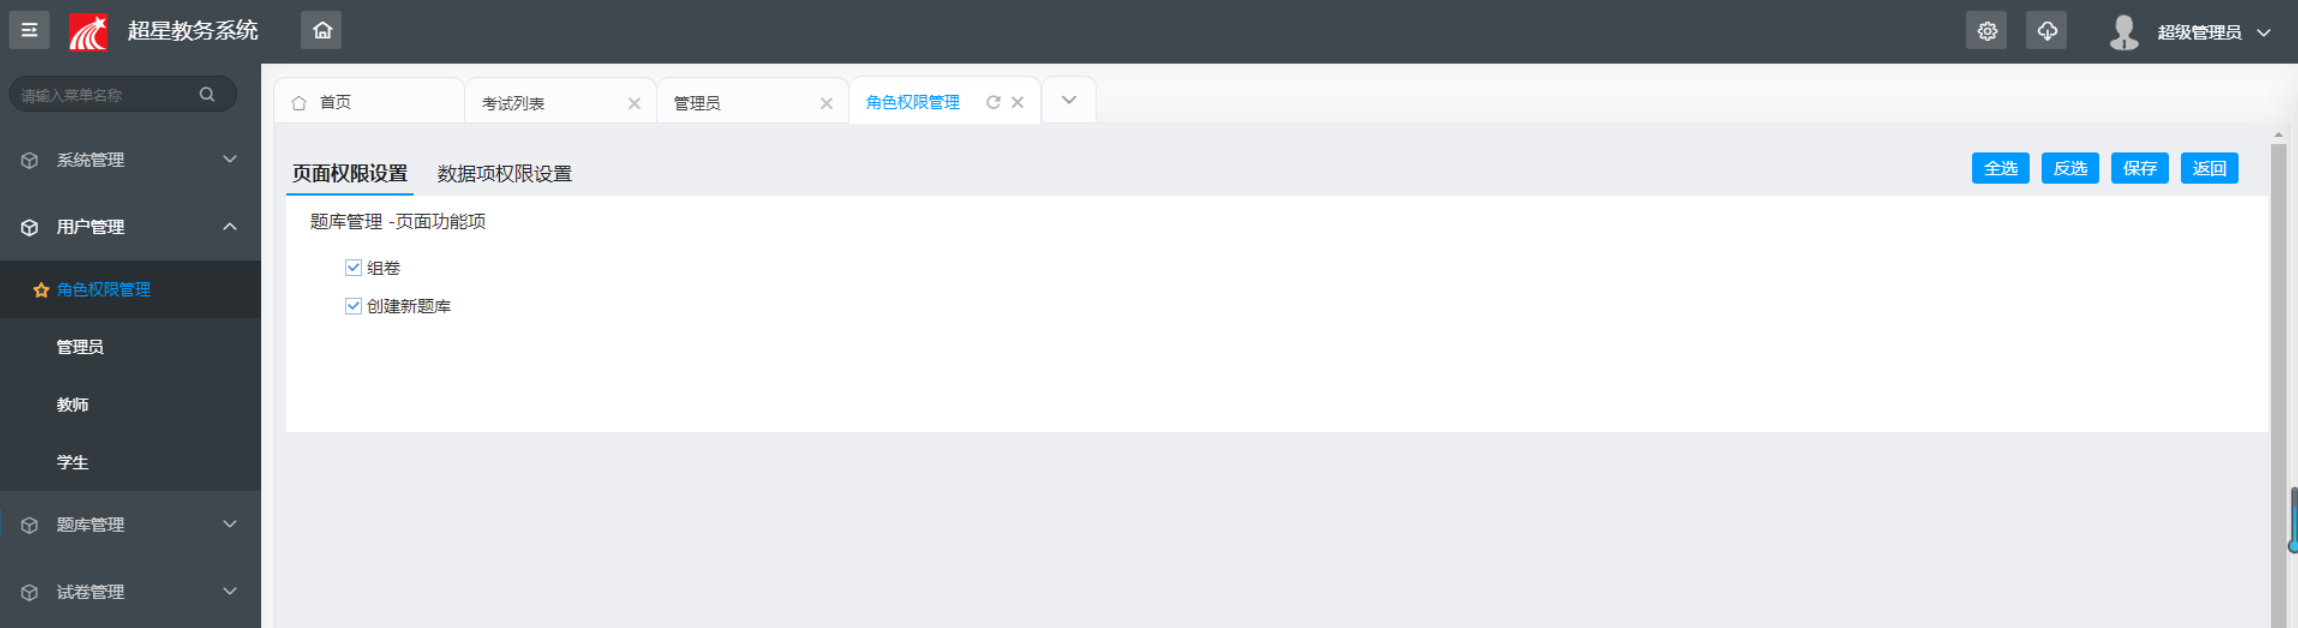 超星教务系统
超级管理员
请输入菜单名称
系统管理
用户管理
角色权限管理
管理员
教师
学生
题库管理
试卷管理
首页
考试列表
管理员
角色权限管理
页面权限设置
数据项权限设置
全选
反选
保存
返回
题库管理 -页面功能项
组卷
创建新题库